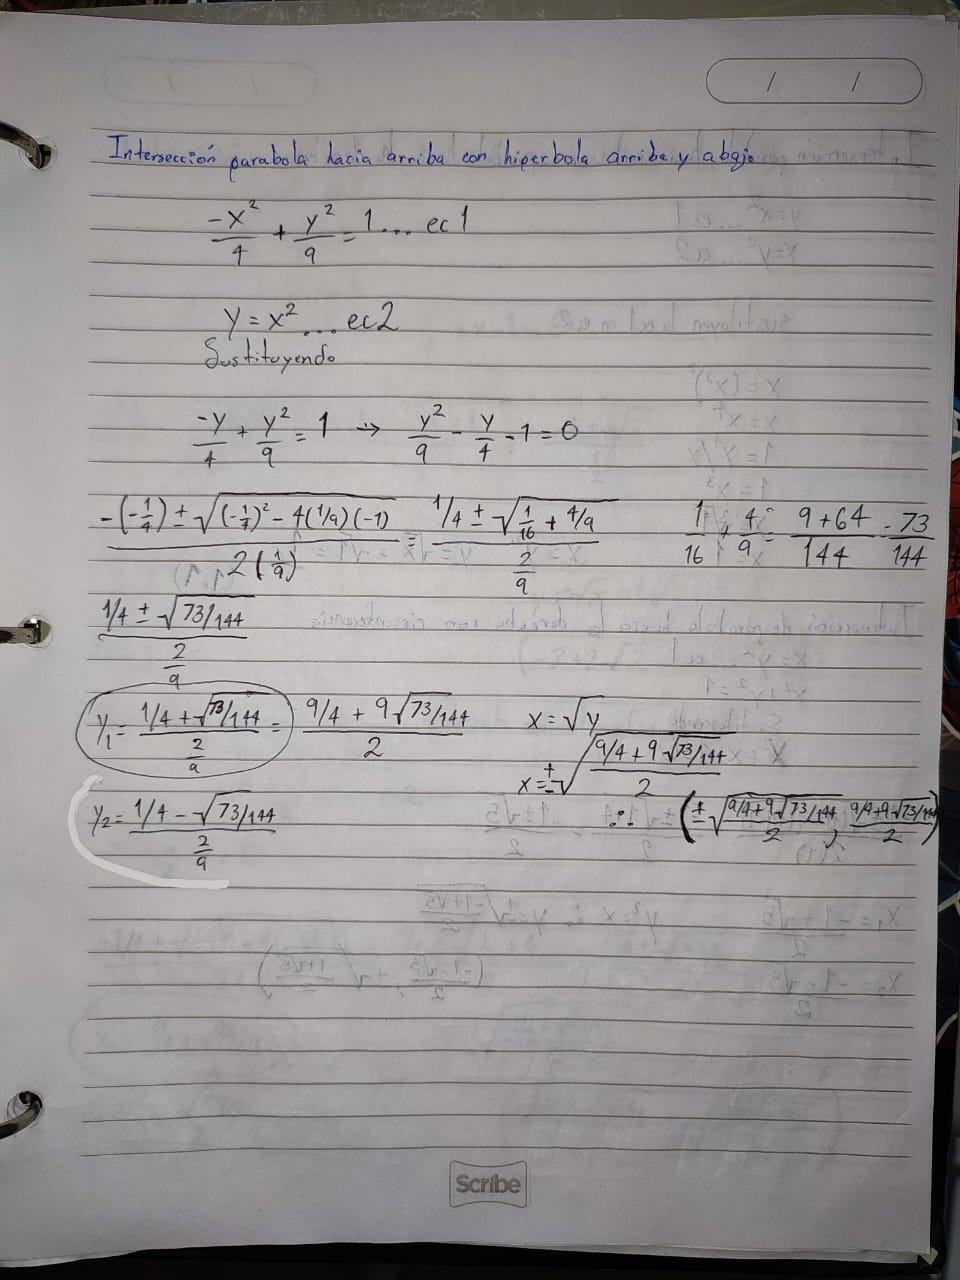 / /
Intersección parabola hacia arriba con hiperbola arriba y abajo
-x²/4 + y²/9 = 1... ec1
y = x² ... ec2
Sustituyendo
-y/4 + y²/9 = 1 → y²/9 - y/4 - 1 = 0
-(-1/4) ± √((-1/4)² - 4(1/9)(-1)) / 2(1/9) = 1/4 ± √(1/16 + 4/9) / 2/9 1/16 + 4/9 = 9+64/144 = 73/144
1/4 ± √73/144 / 2/9
y₁ = 1/4 + √73/144 / 2/9 = 9/4 + 9√73/144 / 2 x = √y
x = ± √(9/4 + 9√73/144 / 2)
y₂ = 1/4 - √73/144 / 2/9 ∴ (± √(9/4 + 9√73/144 / 2), 9/4 + 9√73/144 / 2)
Scribe